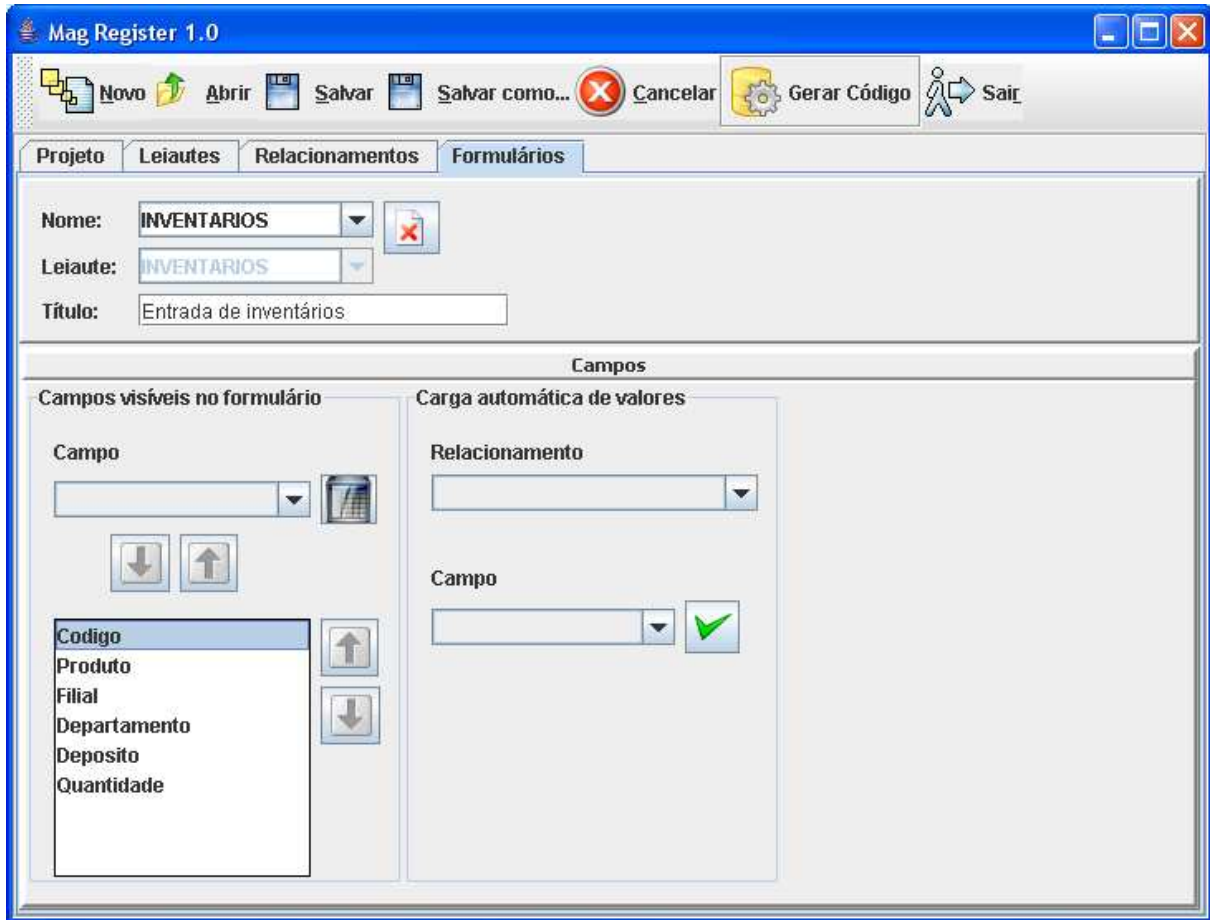 Mag Register 1.0
Novo Abrir Salvar Salvar como... Cancelar Gerar Código Sair
Projeto Leiautes Relacionamentos Formulários
Nome: INVENTARIOS
Leiaute: INVENTARIOS
Título: Entrada de inventários
Campos
Campos visíveis no formulário
Campo
Codigo
Produto
Filial
Departamento
Deposito
Quantidade
Carga automática de valores
Relacionamento
Campo